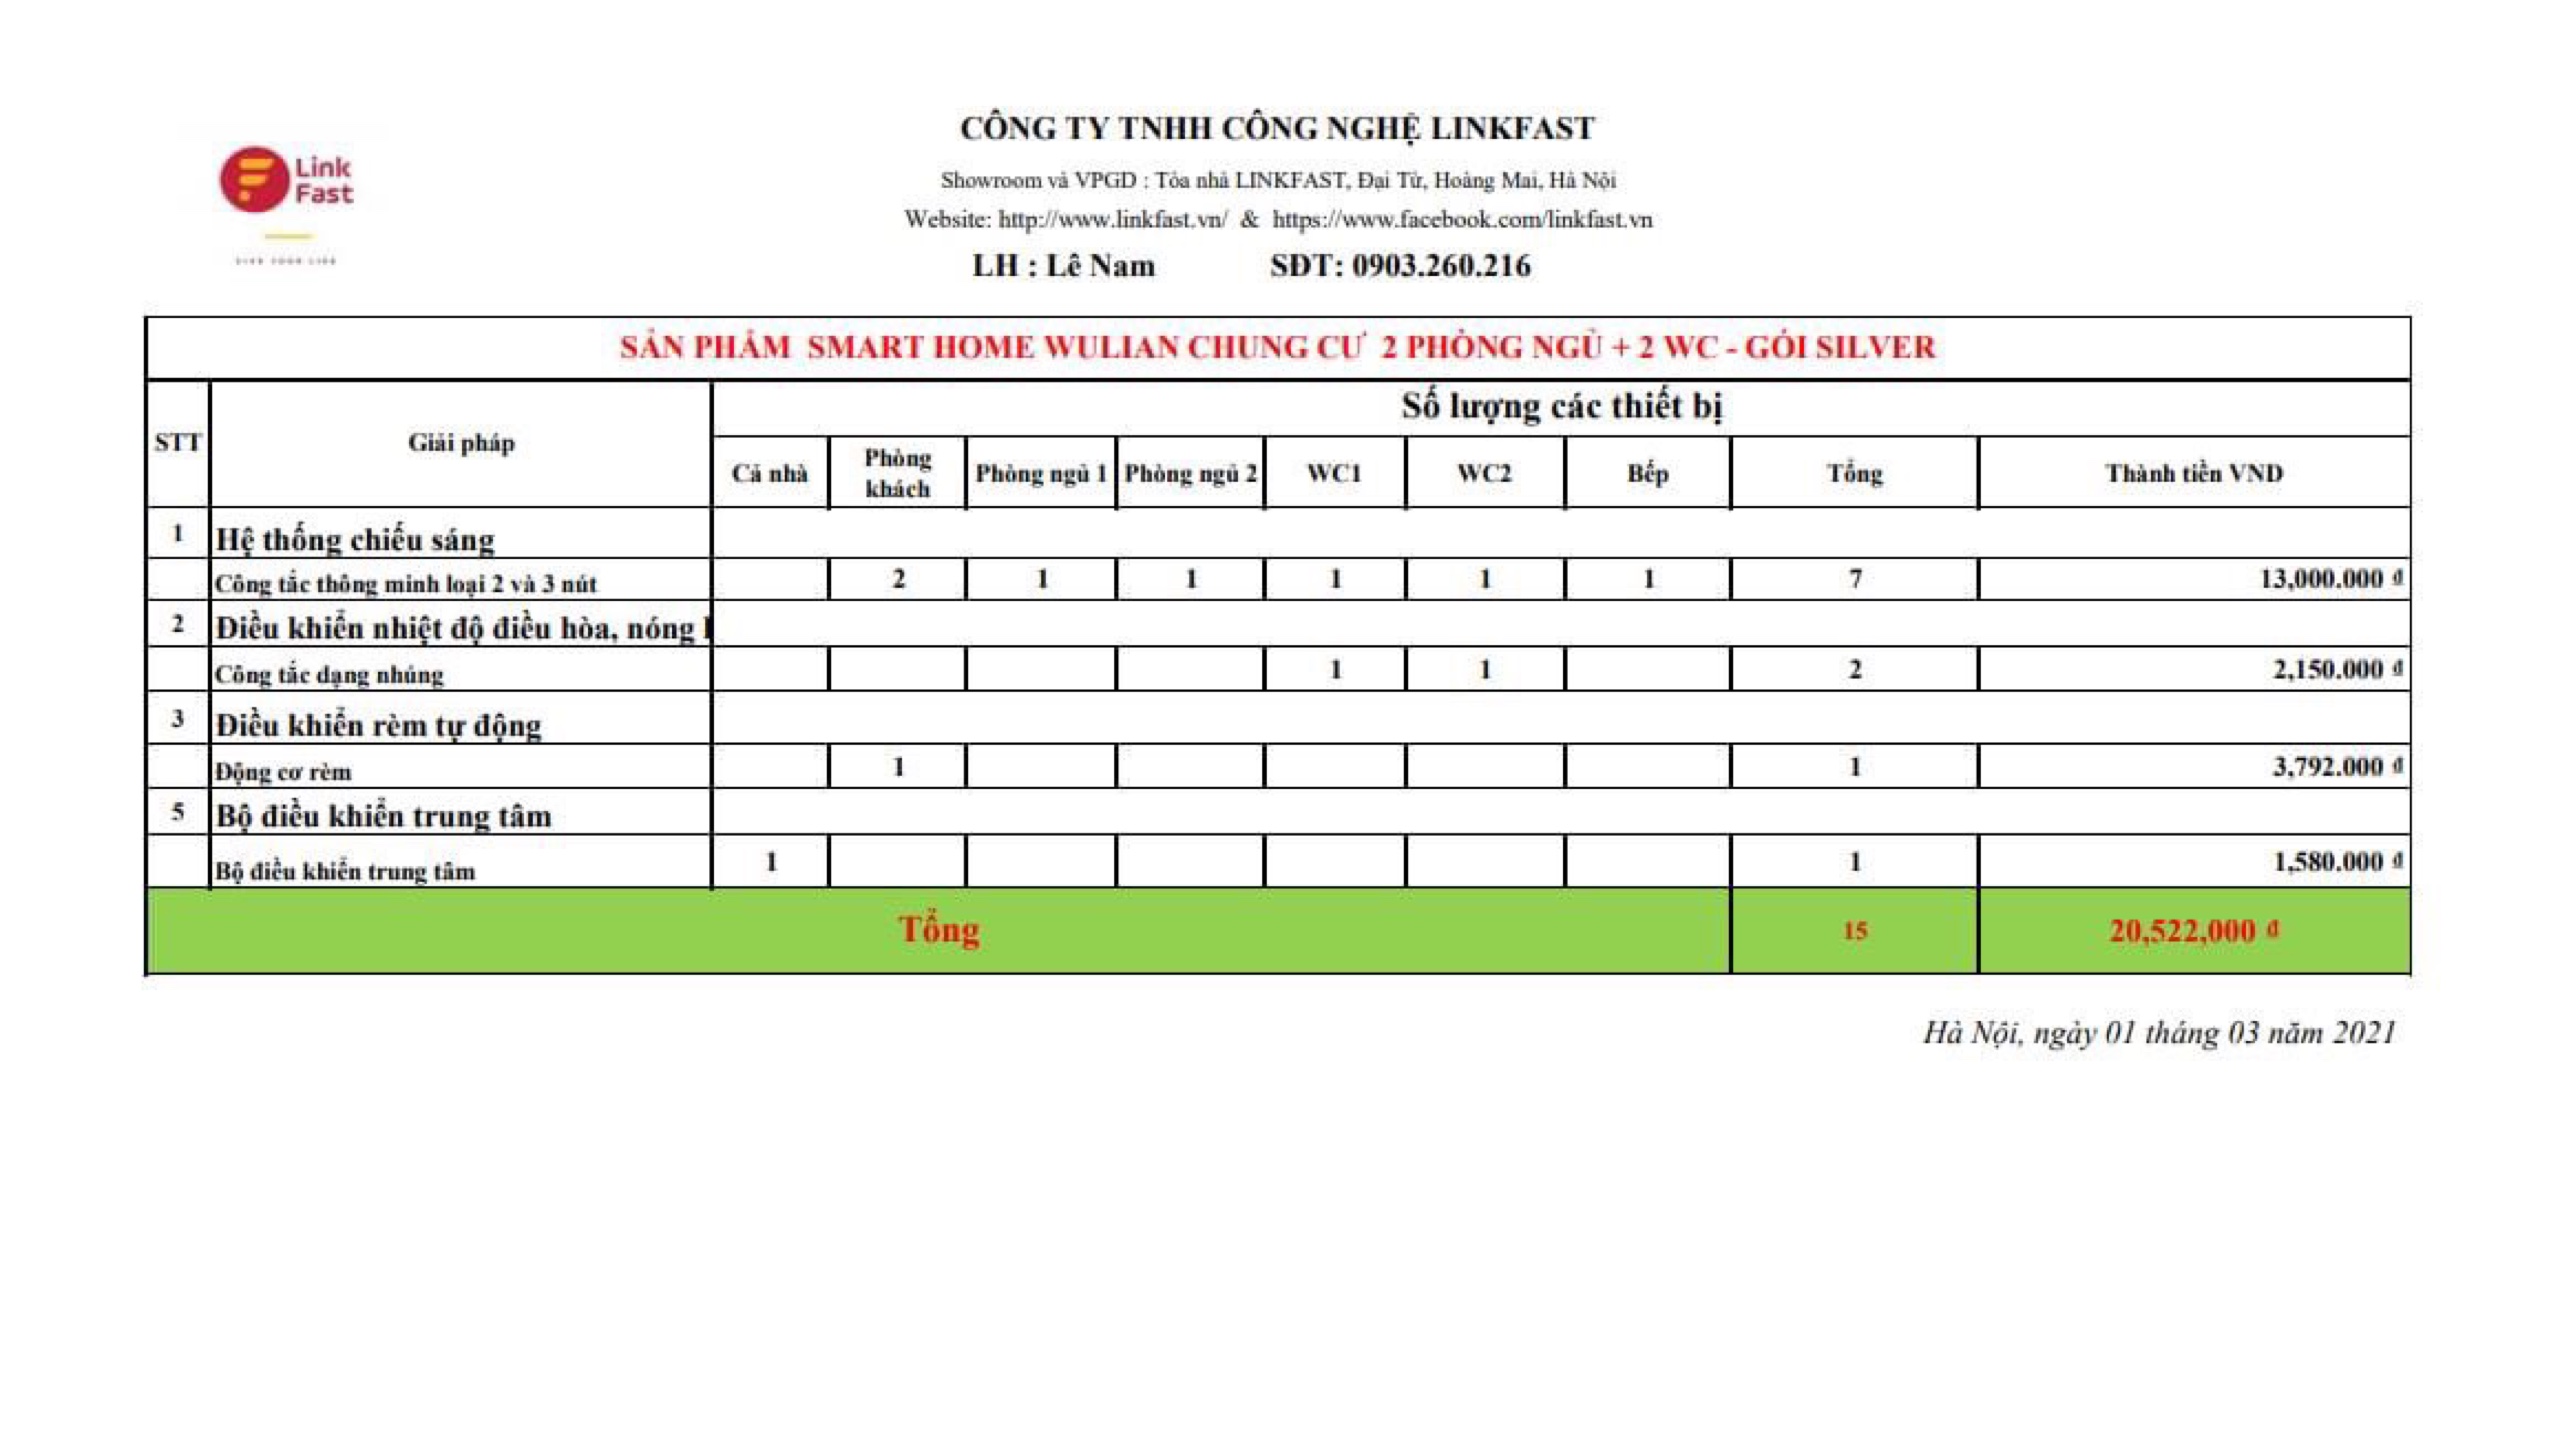 Link
Fast
CÔNG TY TNHH CÔNG NGHỆ LINKFAST
Showroom và VPGD : Tòa nhà LINKFAST, Đại Từ, Hoàng Mai, Hà Nội
Website: http://www.linkfast.vn/ & https://www.facebook.com/linkfast.vn
LH : Lê Nam SĐT: 0903.260.216
SẢN PHẨM SMART HOME WULIAN CHUNG CƯ 2 PHÒNG NGỦ + 2 WC - GÓI SILVER
STT Giải pháp Số lượng các thiết bị
Cả nhà Phòng khách Phòng ngủ 1 Phòng ngủ 2 WC1 WC2 Bếp Tổng Thành tiền VND
1 Hệ thống chiếu sáng
Công tắc thông minh loại 2 và 3 nút 2 1 1 1 1 1 7 13,000.000 đ
2 Điều khiển nhiệt độ điều hòa, nóng
Công tắc dạng nhúng 1 1 2 2,150.000 đ
3 Điều khiển rèm tự động
Động cơ rèm 1 1 3,792.000 đ
5 Bộ điều khiển trung tâm
Bộ điều khiển trung tâm 1 1 1,580.000 đ
Tổng 15 20,522,000 đ
Hà Nội, ngày 01 tháng 03 năm 2021